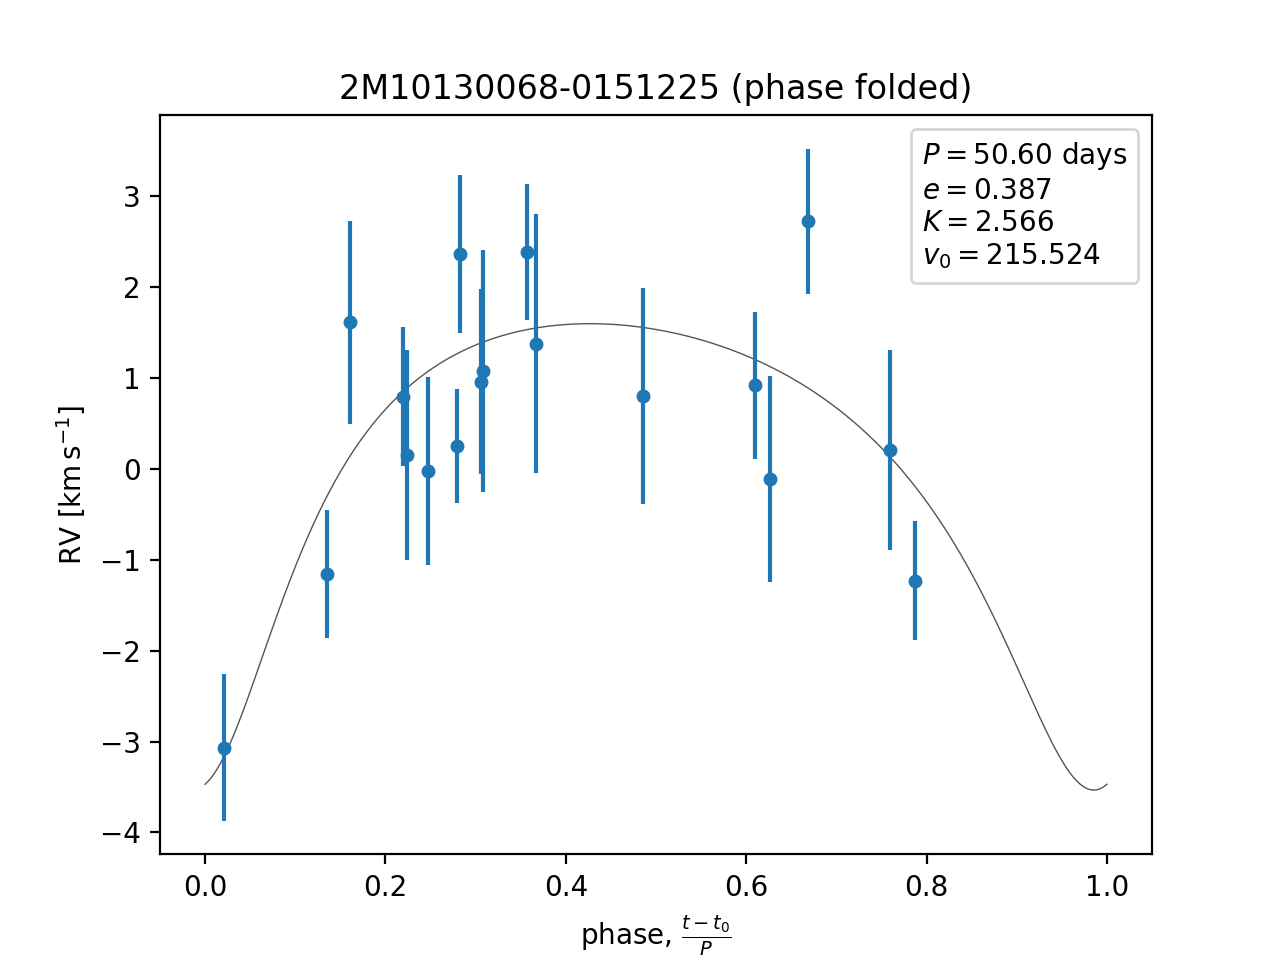 2M10130068-0151225 (phase folded)
P = 50.60 days
e = 0.387
K = 2.566
v₀ = 215.524
3
2
1
0
−1
−2
−3
−4
RV [km s⁻¹]
0.0 0.2 0.4 0.6 0.8 1.0
phase, (t − t₀)/P